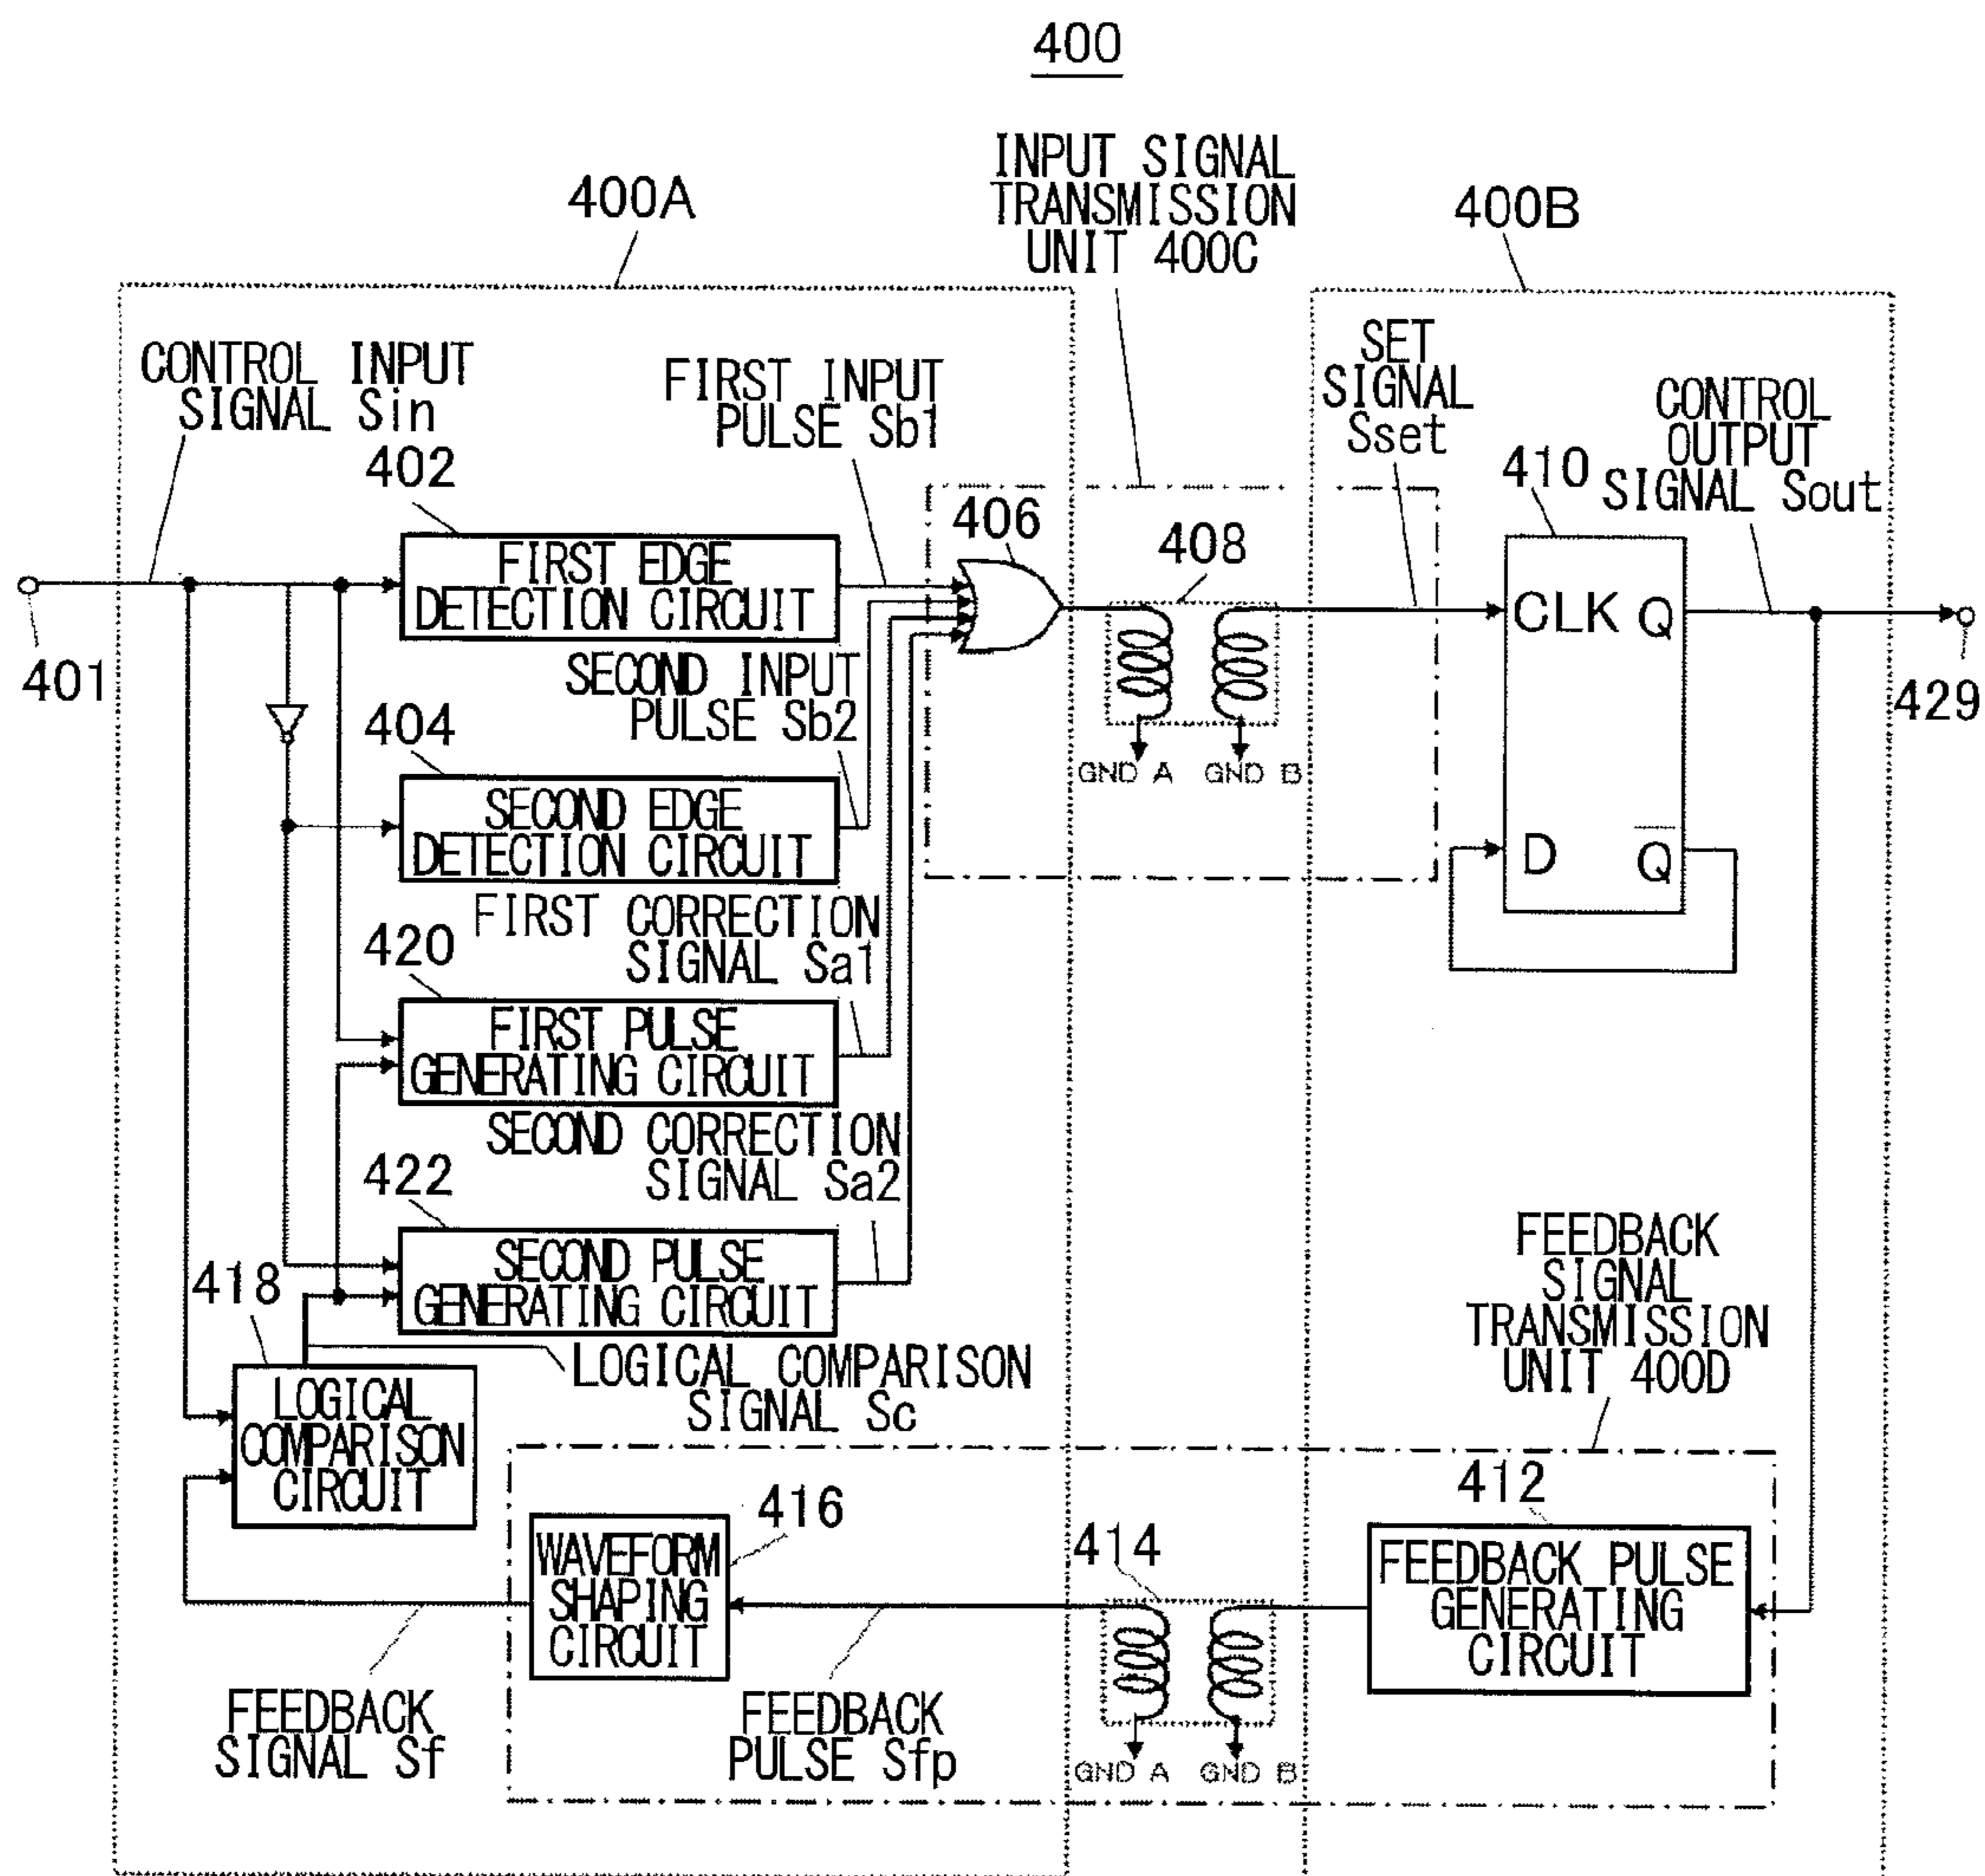 400
INPUT SIGNAL
TRANSMISSION
UNIT 400C
400A
400B
CONTROL INPUT
SIGNAL Sin
FIRST INPUT
PULSE Sb1
SET
SIGNAL
Sset
CONTROL
OUTPUT
SIGNAL Sout
402
406
408
410
FIRST EDGE
DETECTION CIRCUIT
CLK Q
401
429
SECOND INPUT
PULSE Sb2
404
GND A GND B
SECOND EDGE
DETECTION CIRCUIT
D Q
FIRST CORRECTION
SIGNAL Sa1
420
FIRST PULSE
GENERATING CIRCUIT
SECOND CORRECTION
SIGNAL Sa2
422
SECOND PULSE
GENERATING CIRCUIT
418
LOGICAL COMPARISON
SIGNAL Sc
LOGICAL
COMPARISON
CIRCUIT
FEEDBACK
SIGNAL
TRANSMISSION
UNIT 400D
416
414
412
WAVEFORM
SHAPING
CIRCUIT
FEEDBACK PULSE
GENERATING
CIRCUIT
FEEDBACK
SIGNAL Sf
FEEDBACK
PULSE Sfp
GND A GND B